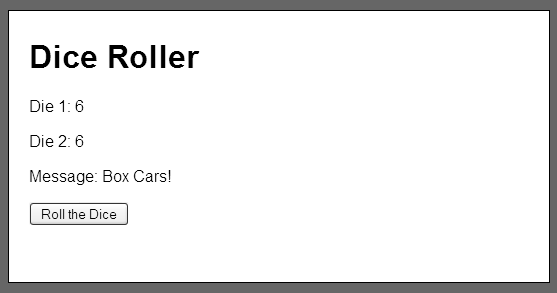 Dice Roller
Die 1: 6
Die 2: 6
Message: Box Cars!
Roll the Dice